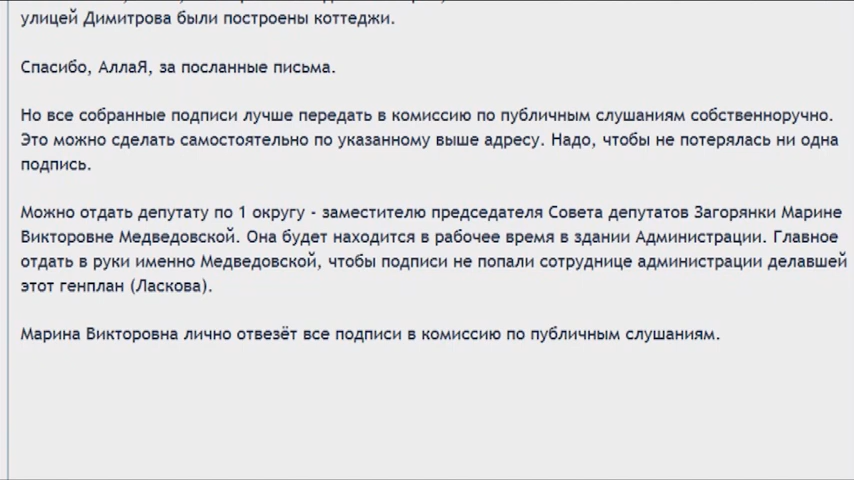 улицей Димитрова были построены коттеджи.
Спасибо, АллаЯ, за посланные письма.
Но все собранные подписи лучше передать в комиссию по публичным слушаниям собственноручно.
Это можно сделать самостоятельно по указанному выше адресу. Надо, чтобы не потерялась ни одна
подпись.
Можно отдать депутату по 1 округу - заместителю председателя Совета депутатов Загорянки Марине
Викторовне Медведовской. Она будет находится в рабочее время в здании Администрации. Главное
отдать в руки именно Медведовской, чтобы подписи не попали сотруднице администрации делавшей
этот генплан (Ласкова).
Марина Викторовна лично отвезёт все подписи в комиссию по публичным слушаниям.